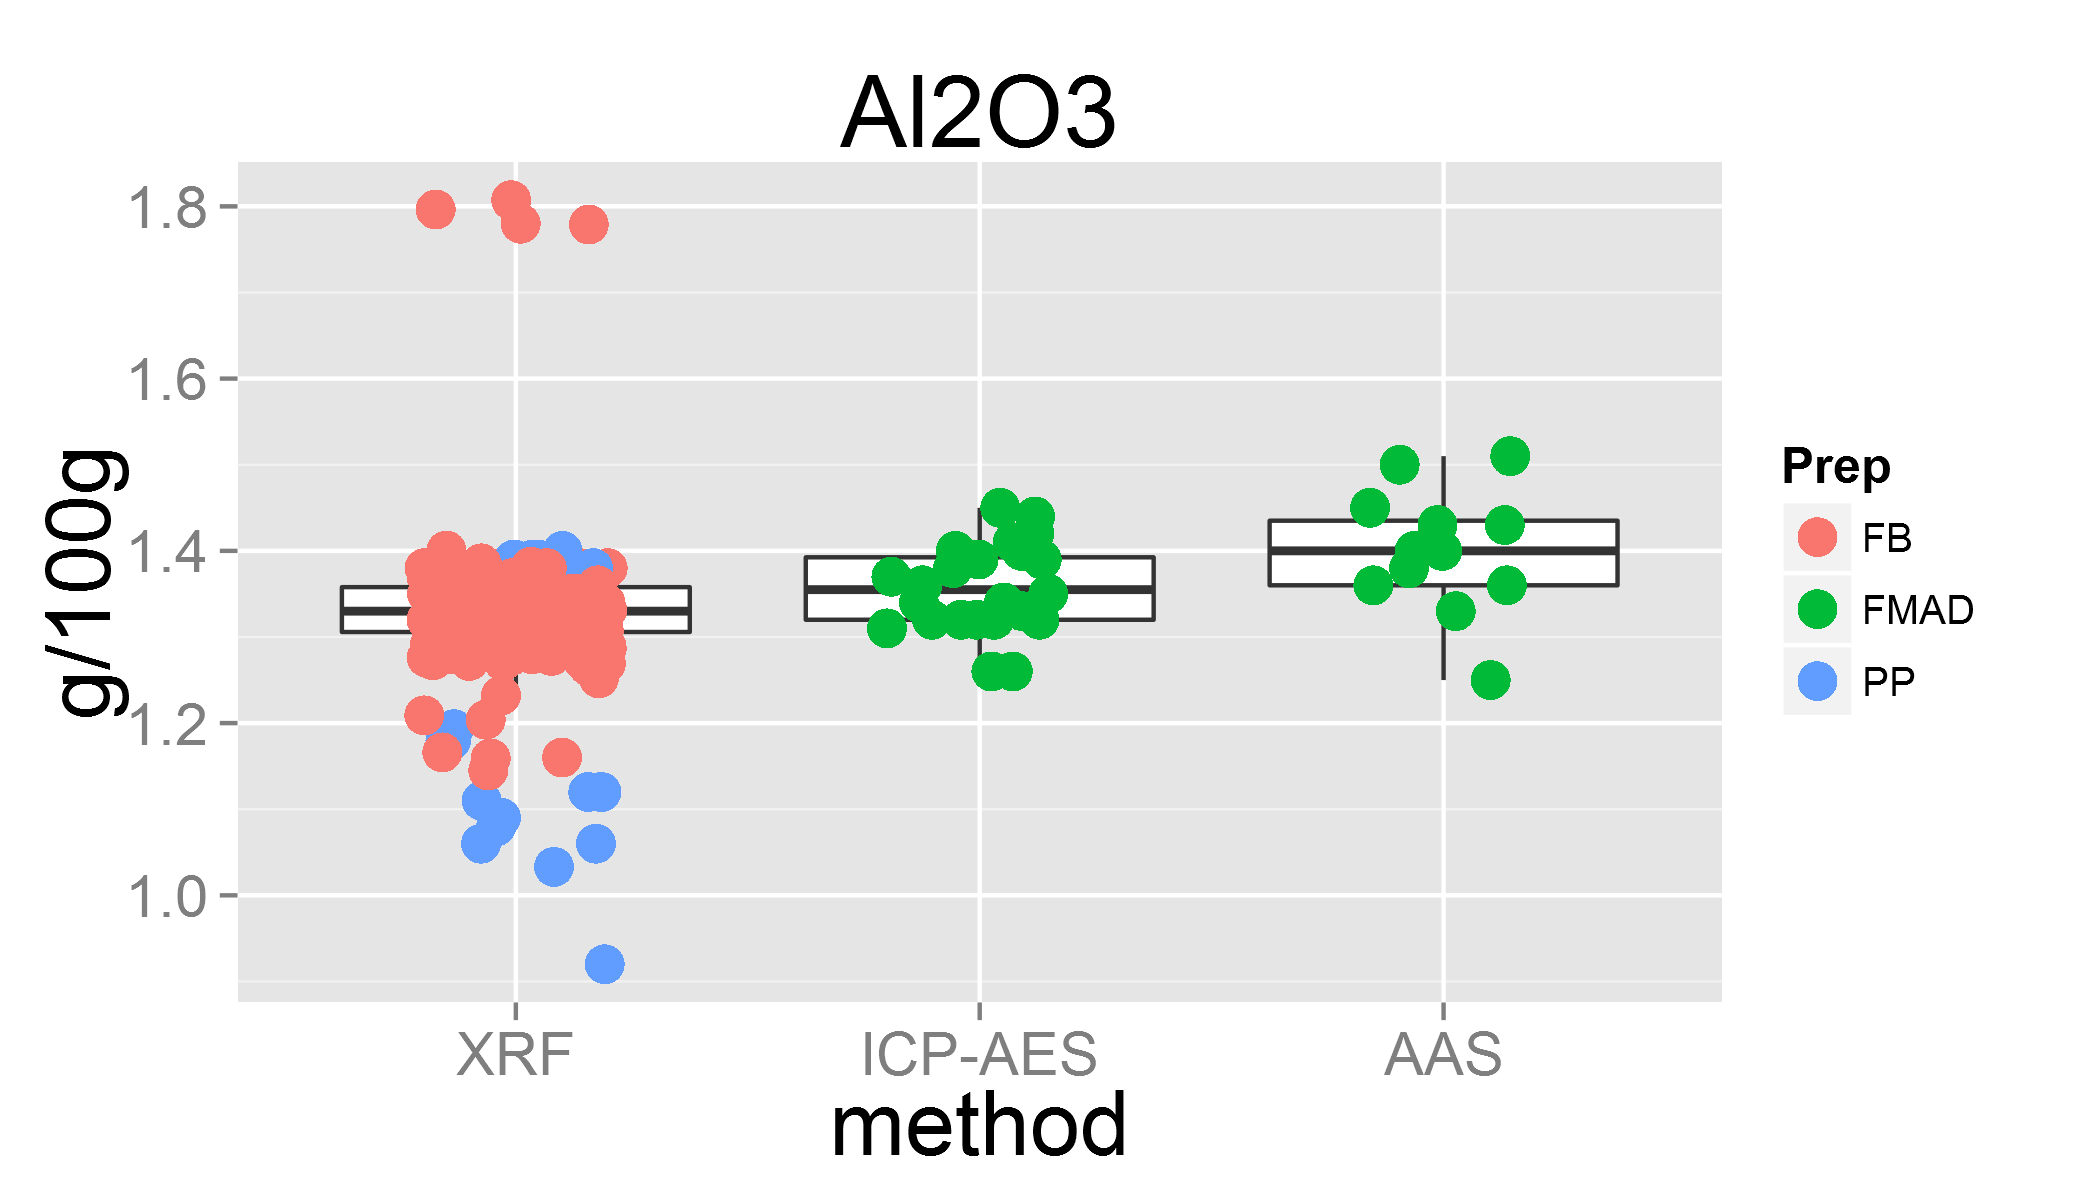 Al2O3
g/100g
1.8
1.6
1.4
1.2
1.0
XRF
ICP-AES
AAS
method
Prep
FB
FMAD
PP